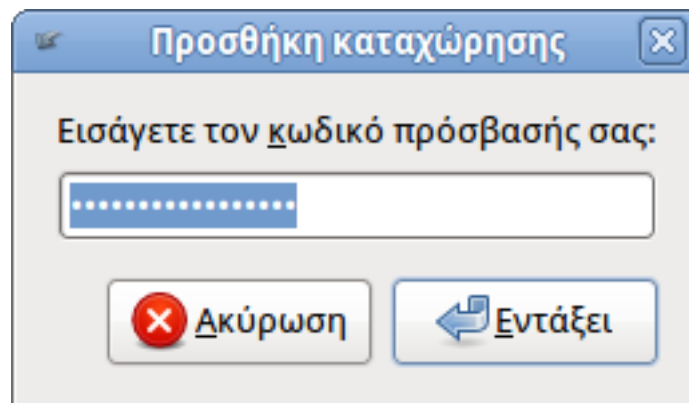 Προσθήκη καταχώρησης
Εισάγετε τον κωδικό πρόσβασής σας:
•••••••••••••••••
Ακύρωση
Εντάξει